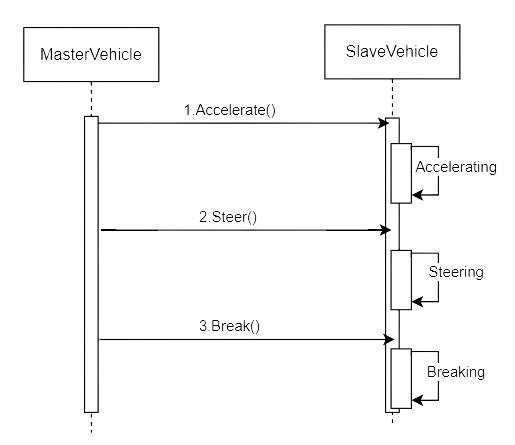 MasterVehicle
SlaveVehicle
1.Accelerate()
Accelerating
2.Steer()
Steering
3.Break()
Breaking